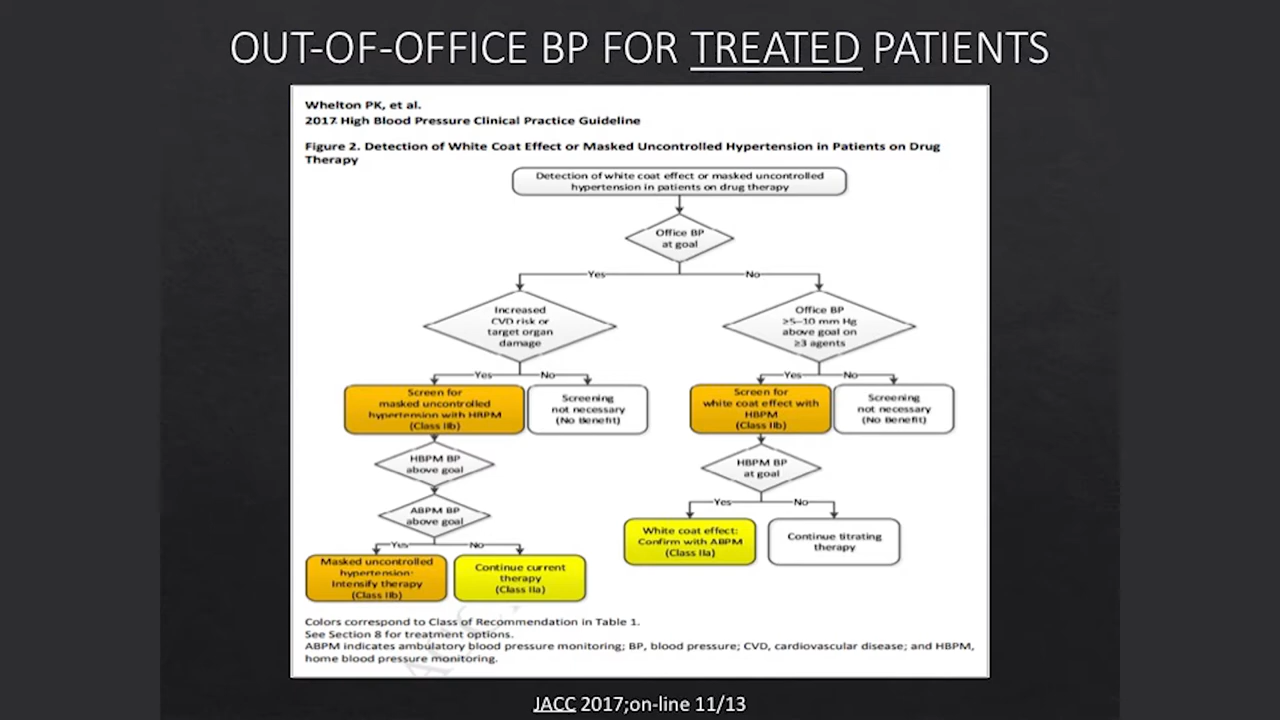 OUT-OF-OFFICE BP FOR TREATED PATIENTS
Whelton PK, et al.
2017 High Blood Pressure Clinical Practice Guideline
Figure 2. Detection of White Coat Effect or Masked Uncontrolled Hypertension in Patients on Drug
Therapy
Detection of white coat effect or masked uncontrolled
hypertension in patients on drug therapy
Office BP
at goal
Yes
No
Increased
CVD risk or
target organ
damage
Office BP
≥5–10 mm Hg
above goal on
≥3 agents
Yes
No
Yes
No
Screen for
masked uncontrolled
hypertension with HBPM
(Class IIb)
Screening
not necessary
(No Benefit)
Screen for
white coat effect with
HBPM
(Class IIb)
Screening
not necessary
(No Benefit)
HBPM BP
above goal
HBPM BP
at goal
ABPM BP
above goal
Yes
No
Yes
No
White coat effect:
Confirm with ABPM
(Class IIa)
Continue titrating
therapy
Masked uncontrolled
hypertension:
Intensify therapy
(Class IIb)
Continue current
therapy
(Class IIa)
Colors correspond to Class of Recommendation in Table 1.
See Section 8 for treatment options.
ABPM indicates ambulatory blood pressure monitoring; BP, blood pressure; CVD, cardiovascular disease; and HBPM,
home blood pressure monitoring.
JACC 2017;on-line 11/13